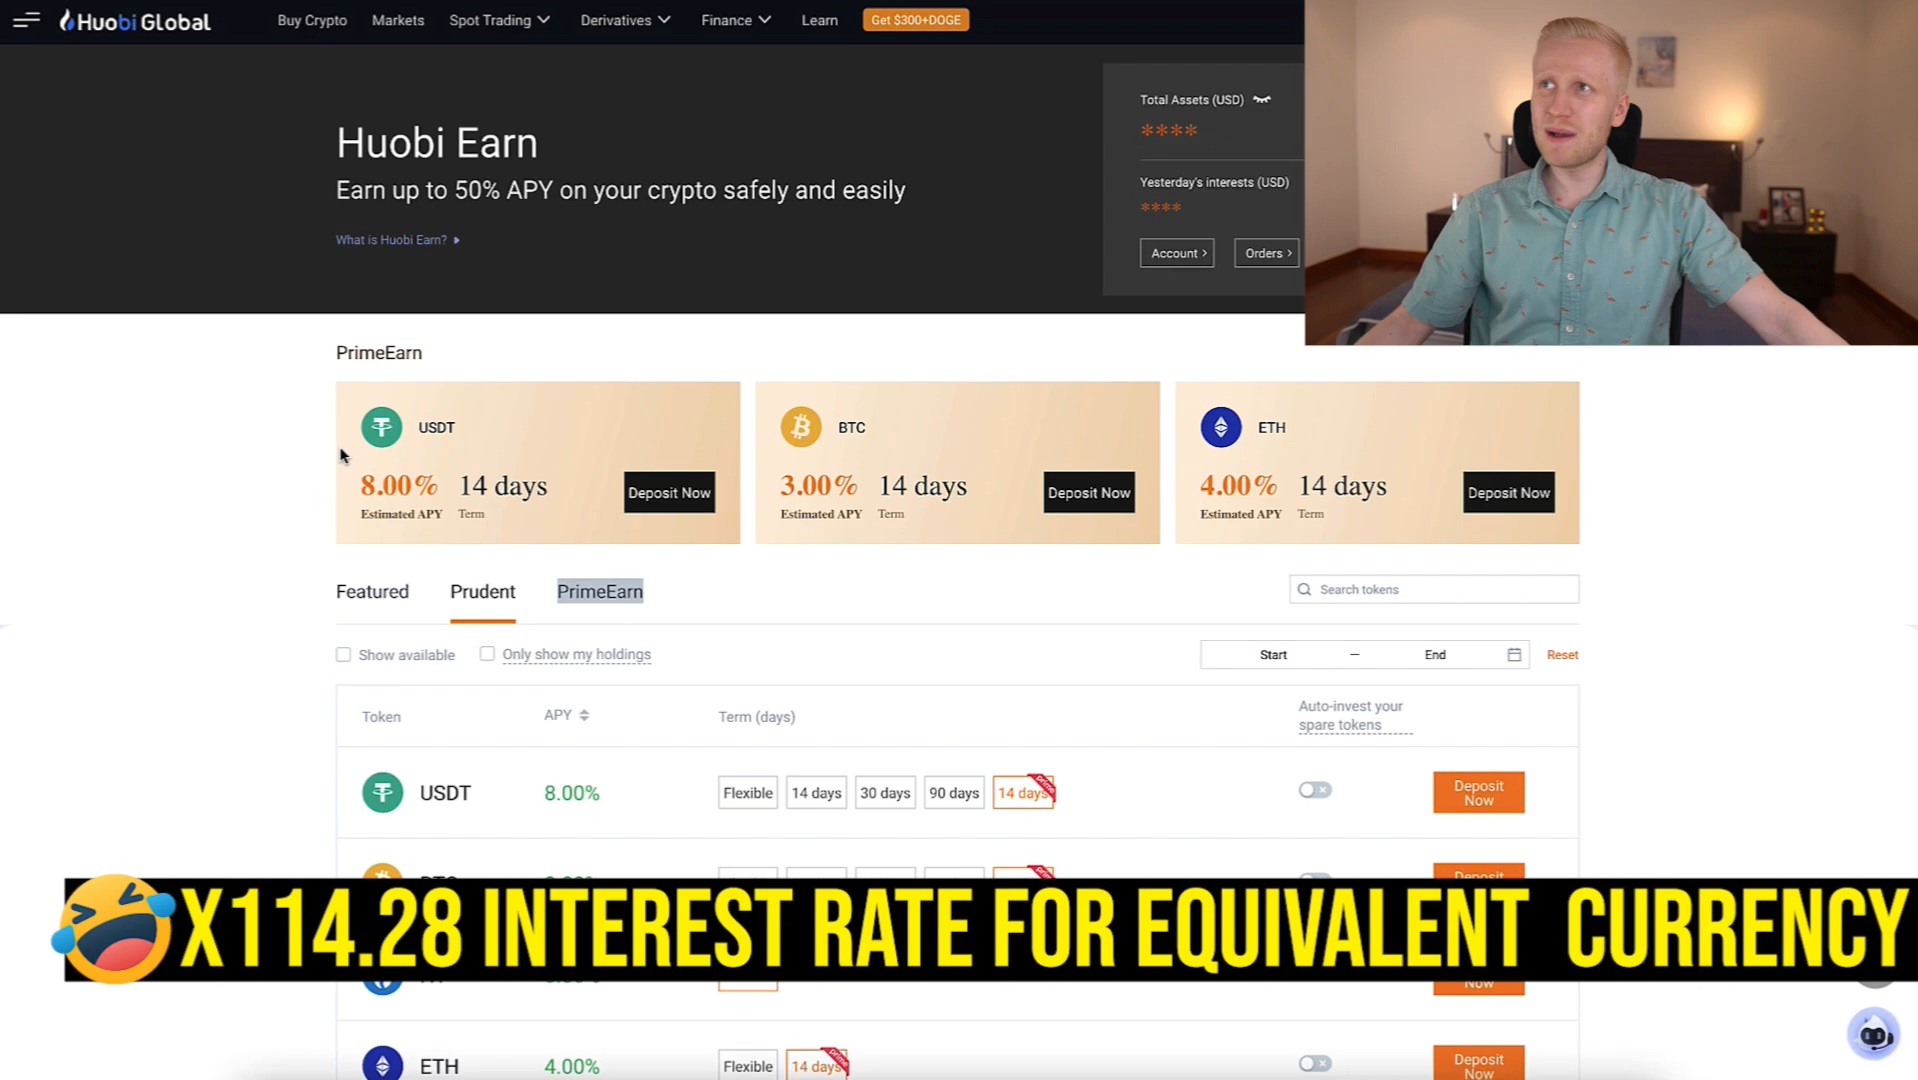 Huobi Global
Buy Crypto Markets Spot Trading Derivatives Finance Learn Get $300+DOGE
Huobi Earn
Earn up to 50% APY on your crypto safely and easily
What is Huobi Earn?
Total Assets (USD)
****
Yesterday's interests (USD)
****
Account Orders
PrimeEarn
USDT
8.00% 14 days Deposit Now
Estimated APY Term
BTC
3.00% 14 days Deposit Now
Estimated APY Term
ETH
4.00% 14 days Deposit Now
Estimated APY Term
Featured Prudent PrimeEarn Search tokens
Show available Only show my holdings Start — End Reset
Token APY Term (days) Auto-invest your
spare tokens
USDT 8.00% Flexible 14 days 30 days 90 days 14 days prime Deposit
Now
Deposit
X114.28 INTEREST RATE FOR EQUIVALENT CURRENCY
Now
ETH 4.00% Flexible 14 days prime Deposit
Now